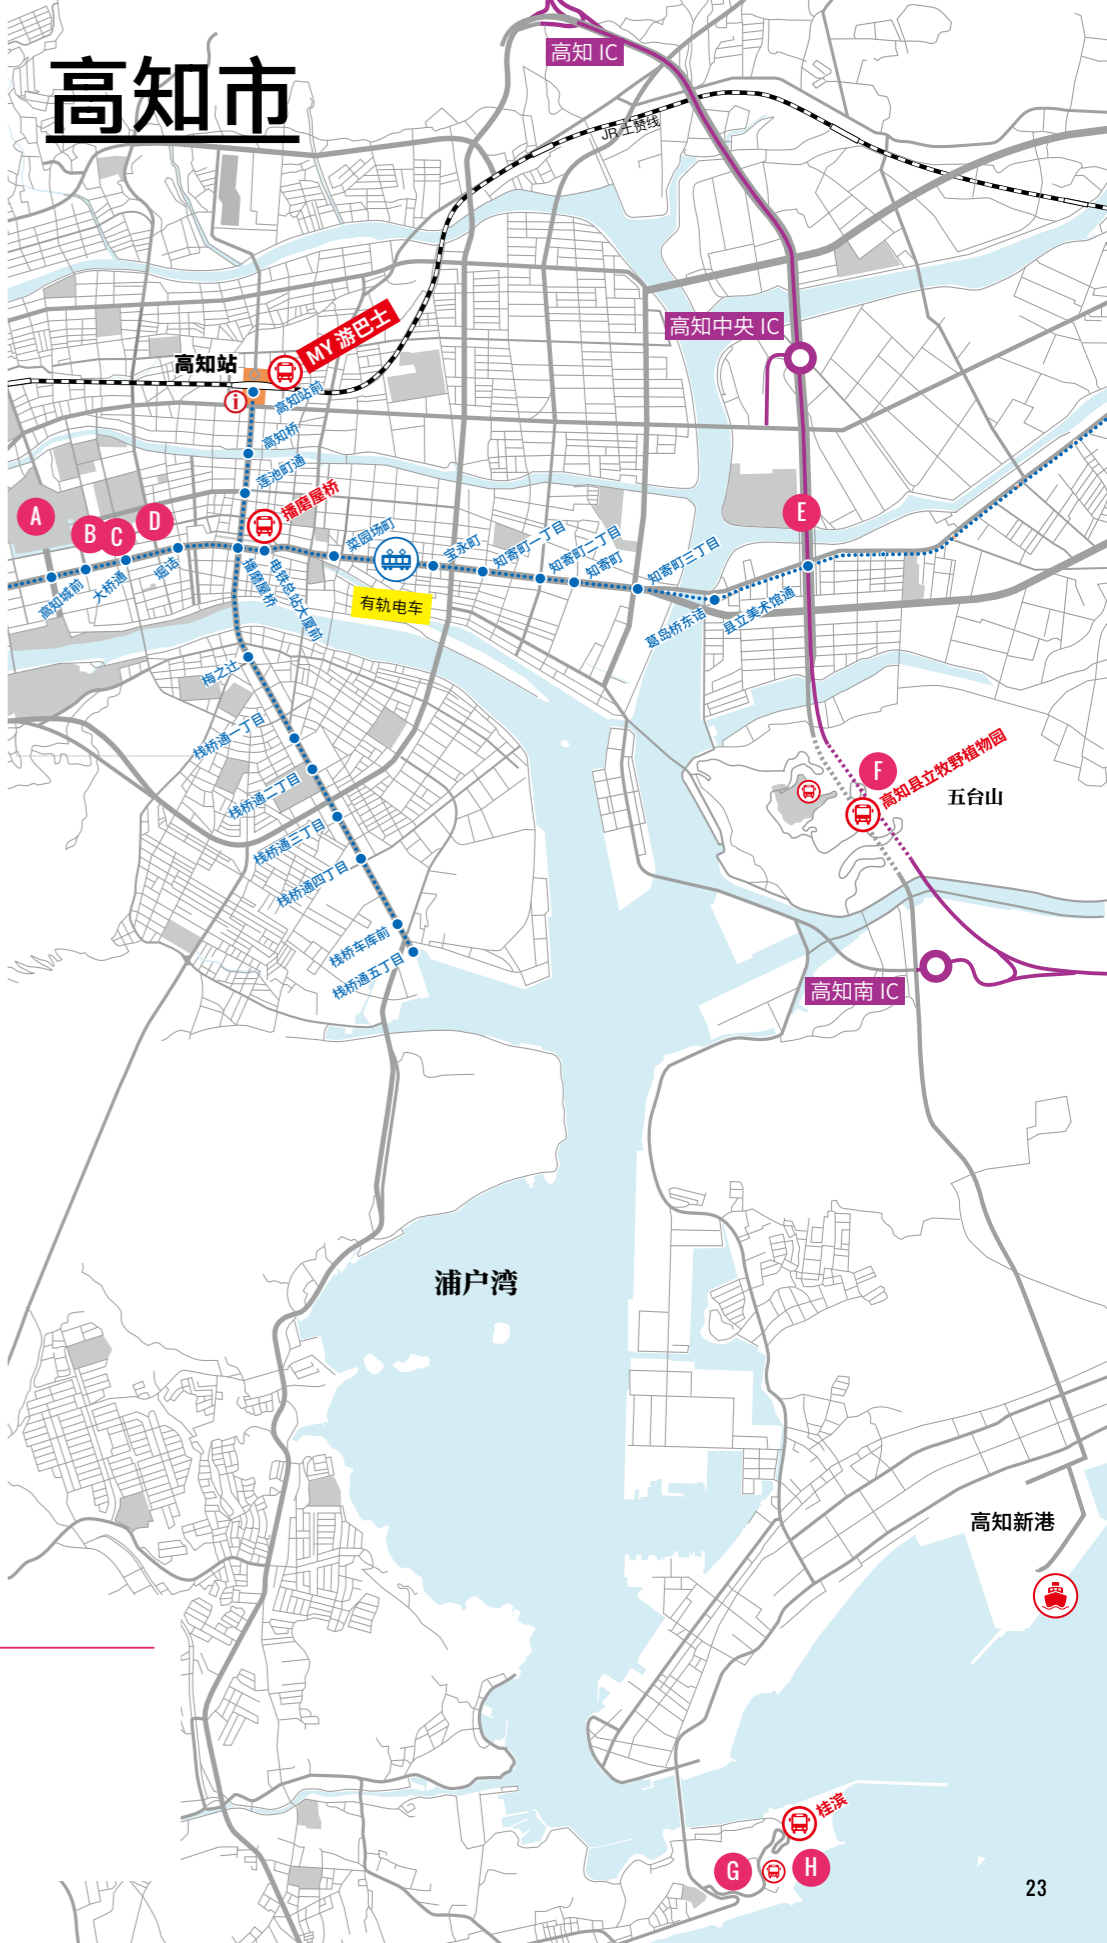 高知市
高知 IC
JR 土赞线
高知中央 IC
MY 游巴士
高知站
i
高知站前
高知桥
莲池町通
播磨屋桥
A
B
C
D
E
菜园场町
宝永町
知寄町一丁目
知寄町二丁目
知寄町
知寄町三丁目
高知城前
大桥通
堀诘
播磨屋桥
电铁总站大厦前
有轨电车
葛岛桥东诘
县立美术馆通
梅之辻
栈桥通一丁目
栈桥通二丁目
栈桥通三丁目
栈桥通四丁目
栈桥车库前
栈桥通五丁目
F
高知县立牧野植物园
五台山
高知南 IC
浦户湾
高知新港
桂滨
G
H
23